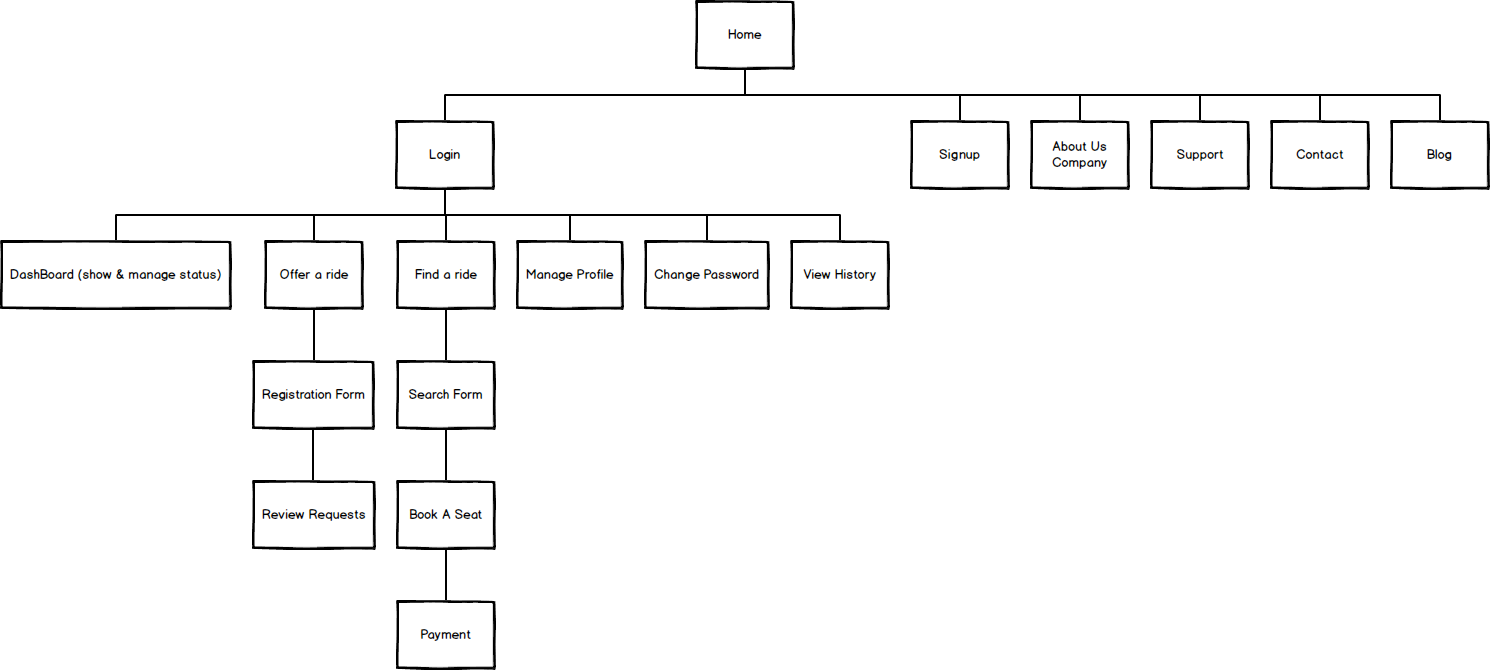 Home
Login
Signup
About Us
Company
Support
Contact
Blog
DashBoard (show & manage status)
Offer a ride
Find a ride
Manage Profile
Change Password
View History
Registration Form
Search Form
Review Requests
Book A Seat
Payment